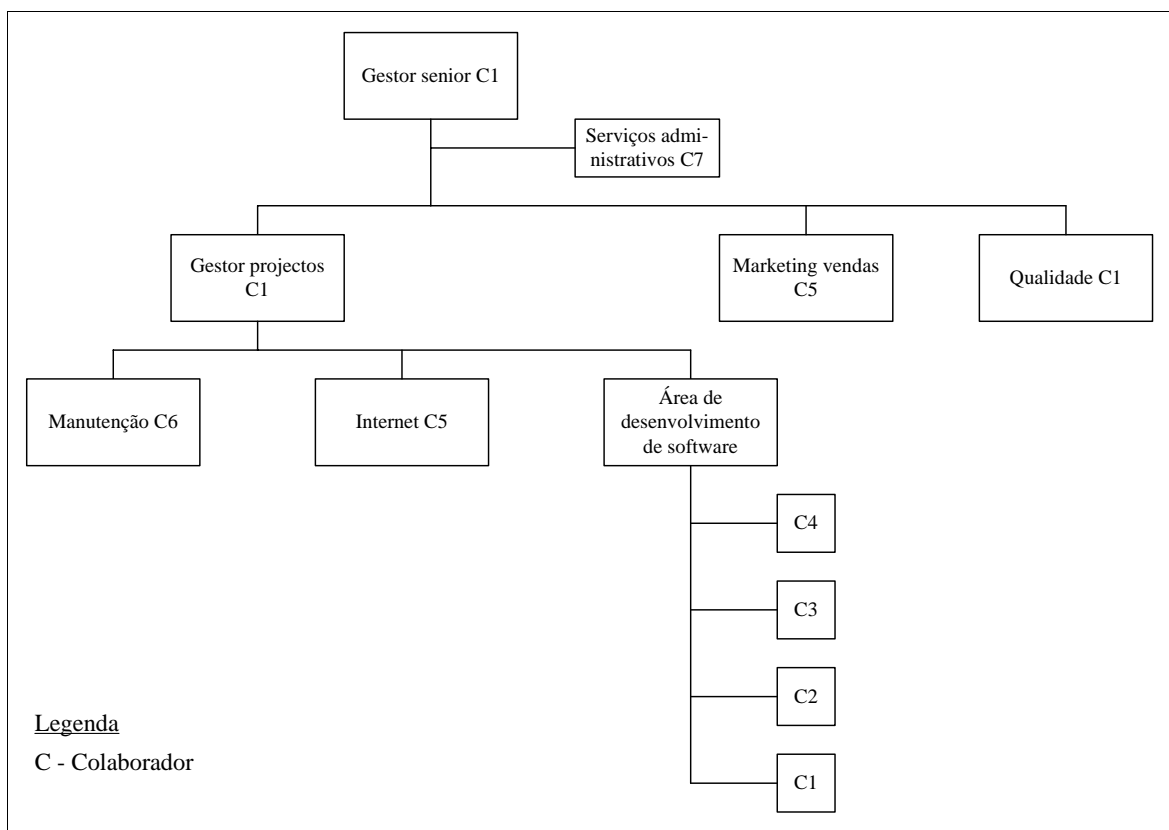 Gestor senior C1
Serviços admi-
nistrativos C7
Gestor projectos
C1
Marketing vendas
C5
Qualidade C1
Manutenção C6
Internet C5
Área de
desenvolvimento
de software
C4
C3
C2
C1
Legenda
C - Colaborador